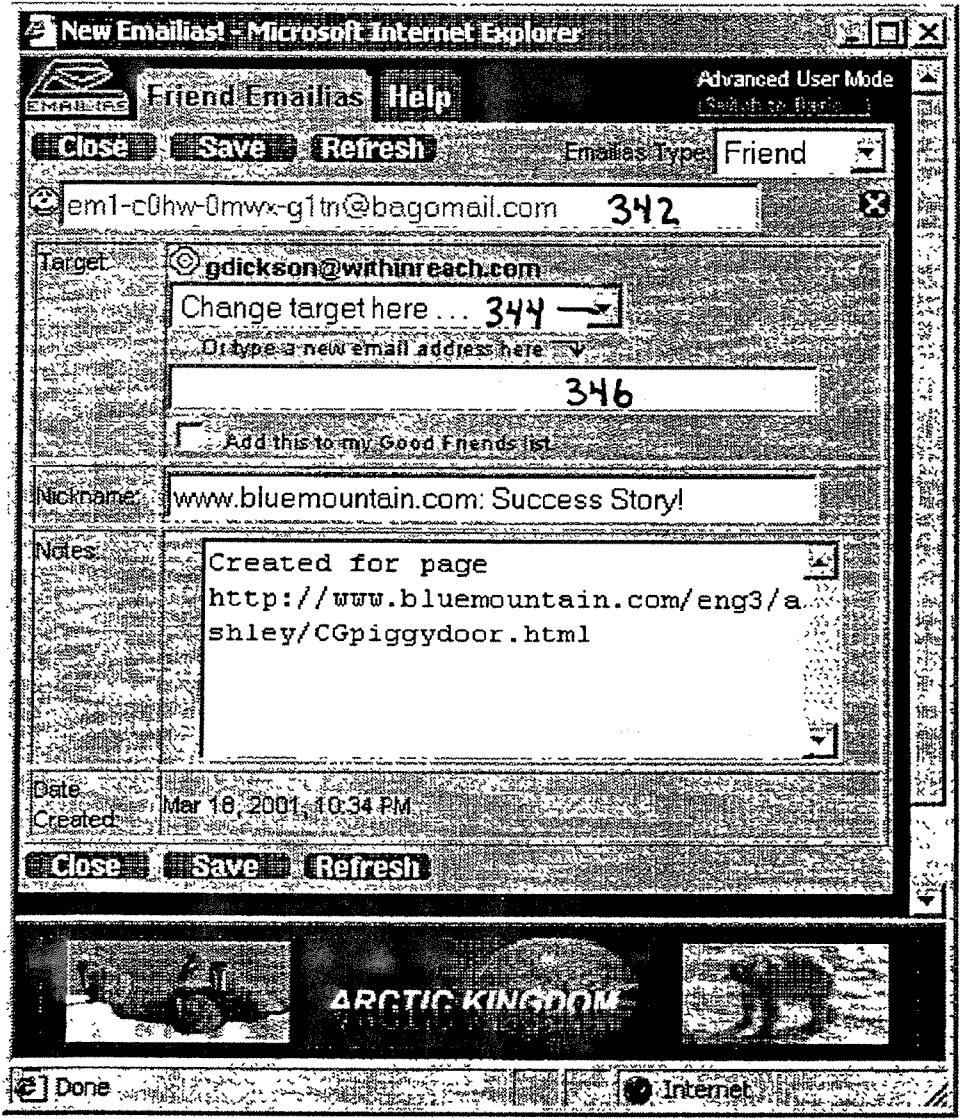 New Emailias! - Microsoft Internet Explorer
EMAILIAS Friend Emailias Help Advanced User Mode
Close Save Refresh Emailias Type: Friend
em1-c0hw-0mwx-g1tn@bagomail.com 342
Target: gdickson@withinreach.com
Change target here ... 344
Or type a new email address here
346
Add this to my Good Friends list
Nickname: www.bluemountain.com: Success Story!
Notes: Created for page
http://www.bluemountain.com/eng3/a
shley/CGpiggydoor.html
Date
Created: Mar 18, 2001, 10:34 PM
Close Save Refresh
ARCTIC KINGDOM
Done Internet